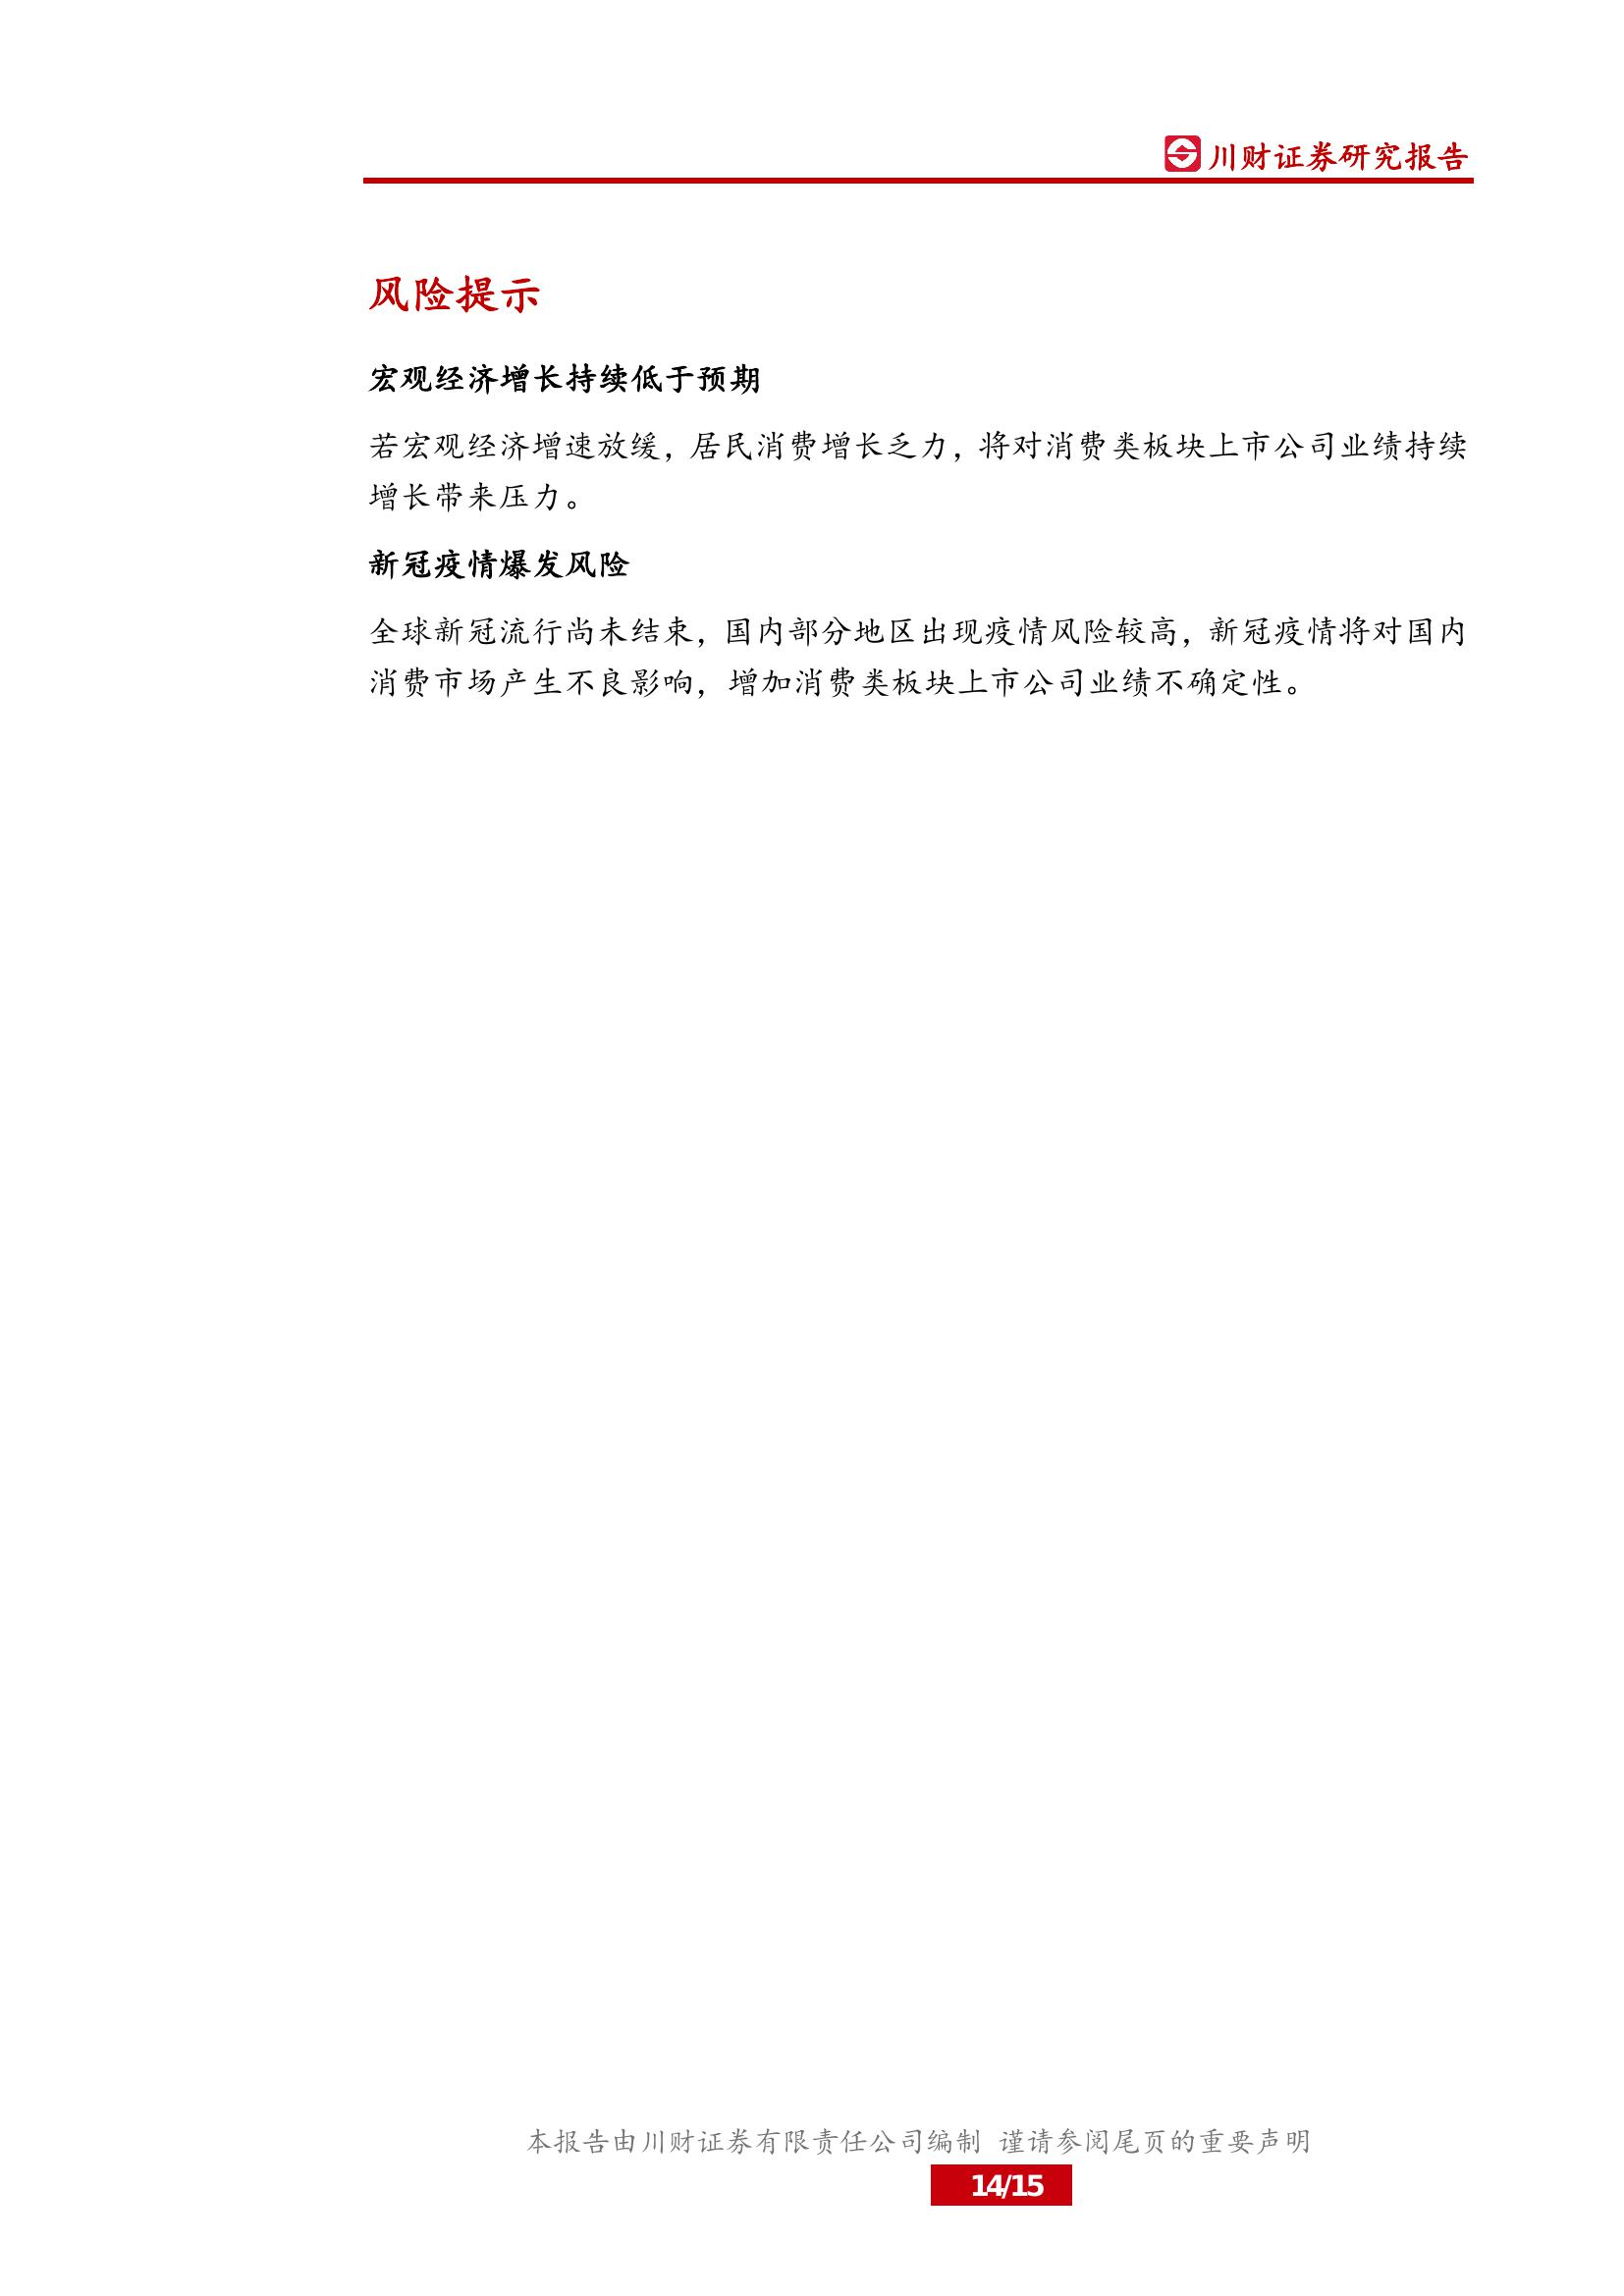 川财证券研究报告
风险提示
宏观经济增长持续低于预期
若宏观经济增速放缓，居民消费增长乏力，将对消费类板块上市公司业绩持续
增长带来压力。
新冠疫情爆发风险
全球新冠流行尚未结束，国内部分地区出现疫情风险较高，新冠疫情将对国内
消费市场产生不良影响，增加消费类板块上市公司业绩不确定性。
本报告由川财证券有限责任公司编制 谨请参阅尾页的重要声明
14/15